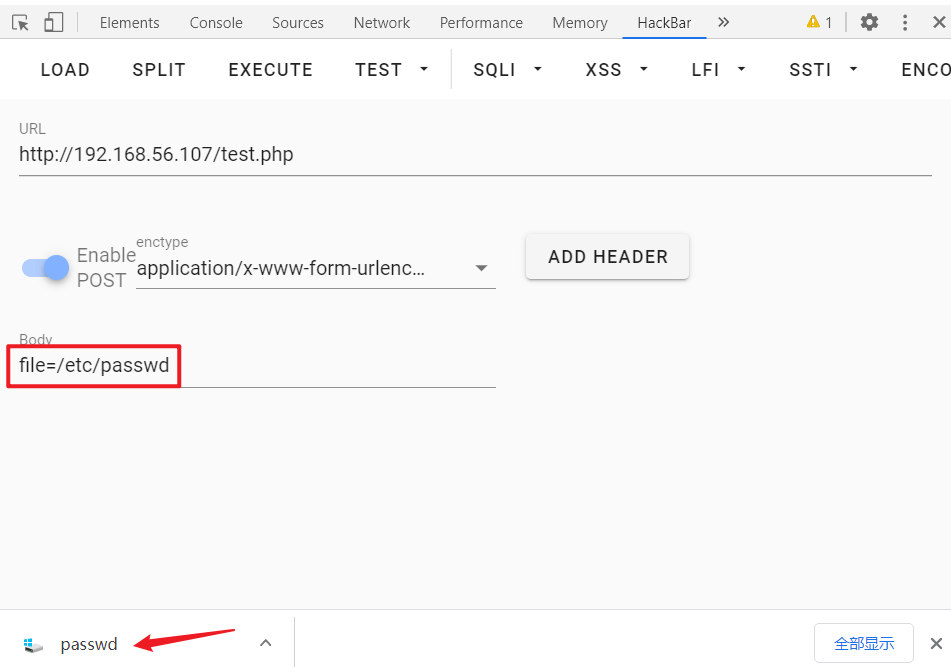 Elements Console Sources Network Performance Memory HackBar 1
LOAD SPLIT EXECUTE TEST SQLI XSS LFI SSTI ENCO
URL
http://192.168.56.107/test.php
enctype
Enable
POST
application/x-www-form-urlenc...
ADD HEADER
Body
file=/etc/passwd
passwd
全部显示